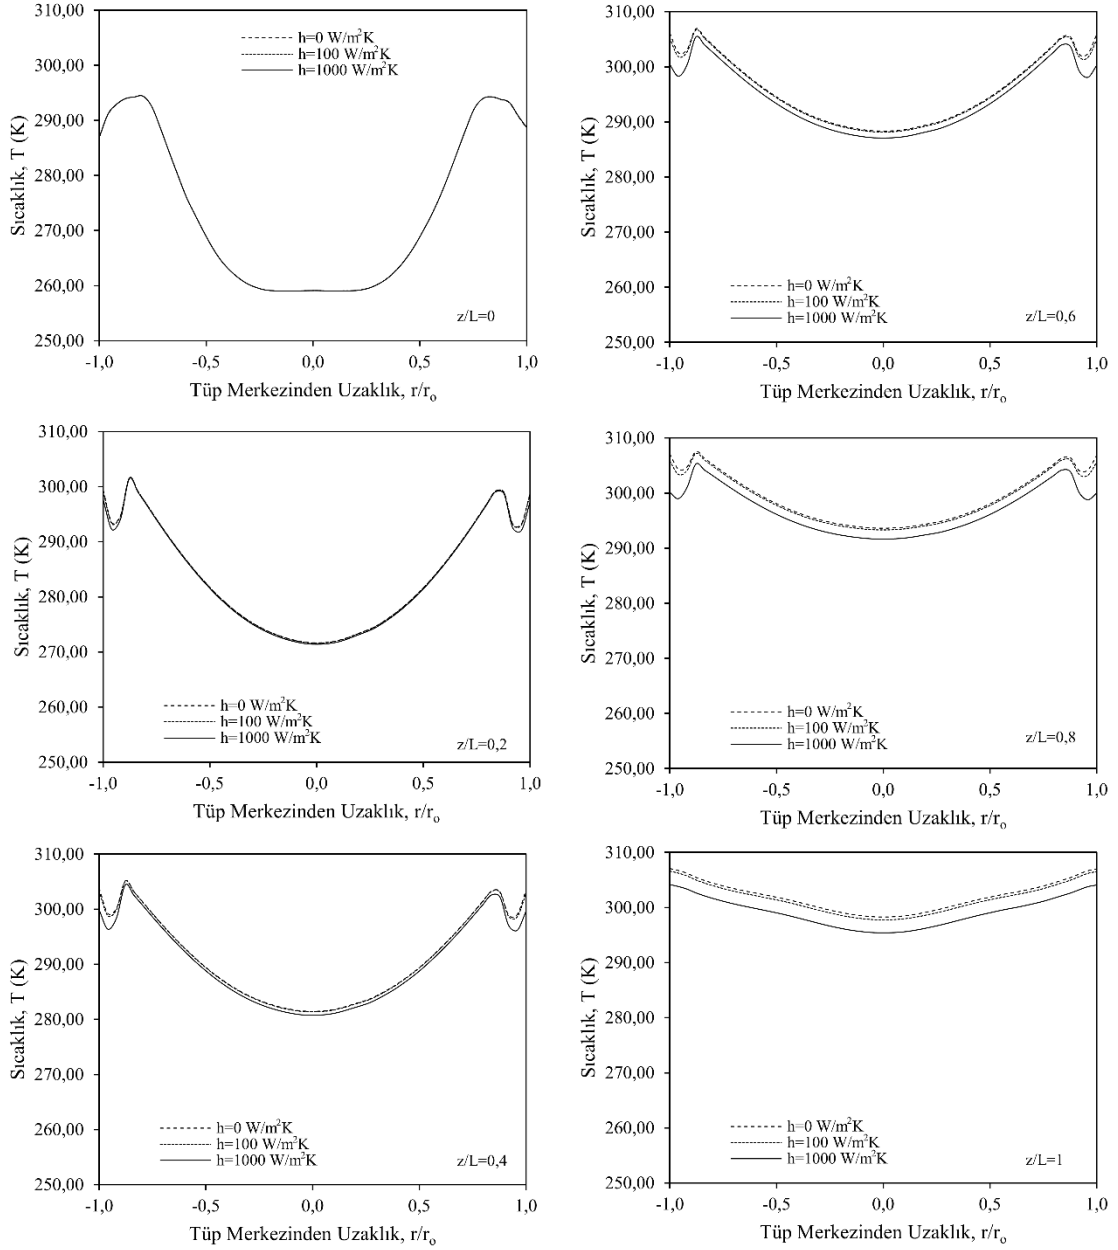 310,00
300,00
290,00
280,00
270,00
260,00
250,00
Sıcaklık, T (K)
h=0 W/m²K
h=100 W/m²K
h=1000 W/m²K
z/L=0
-1,0 -0,5 0,0 0,5 1,0
Tüp Merkezinden Uzaklık, r/rₒ
310,00
300,00
290,00
280,00
270,00
260,00
250,00
Sıcaklık, T (K)
h=0 W/m²K
h=100 W/m²K
h=1000 W/m²K
z/L=0,6
-1,0 -0,5 0,0 0,5 1,0
Tüp Merkezinden Uzaklık, r/rₒ
310,00
300,00
290,00
280,00
270,00
260,00
250,00
Sıcaklık, T (K)
h=0 W/m²K
h=100 W/m²K
h=1000 W/m²K
z/L=0,2
-1,0 -0,5 0,0 0,5 1,0
Tüp Merkezinden Uzaklık, r/rₒ
310,00
300,00
290,00
280,00
270,00
260,00
250,00
Sıcaklık, T (K)
h=0 W/m²K
h=100 W/m²K
h=1000 W/m²K
z/L=0,8
-1,0 -0,5 0,0 0,5 1,0
Tüp Merkezinden Uzaklık, r/rₒ
310,00
300,00
290,00
280,00
270,00
260,00
250,00
Sıcaklık, T (K)
h=0 W/m²K
h=100 W/m²K
h=1000 W/m²K
z/L=0,4
-1,0 -0,5 0,0 0,5 1,0
Tüp Merkezinden Uzaklık, r/rₒ
310,00
300,00
290,00
280,00
270,00
260,00
250,00
Sıcaklık, T (K)
h=0 W/m²K
h=100 W/m²K
h=1000 W/m²K
z/L=1
-1,0 -0,5 0,0 0,5 1,0
Tüp Merkezinden Uzaklık, r/rₒ